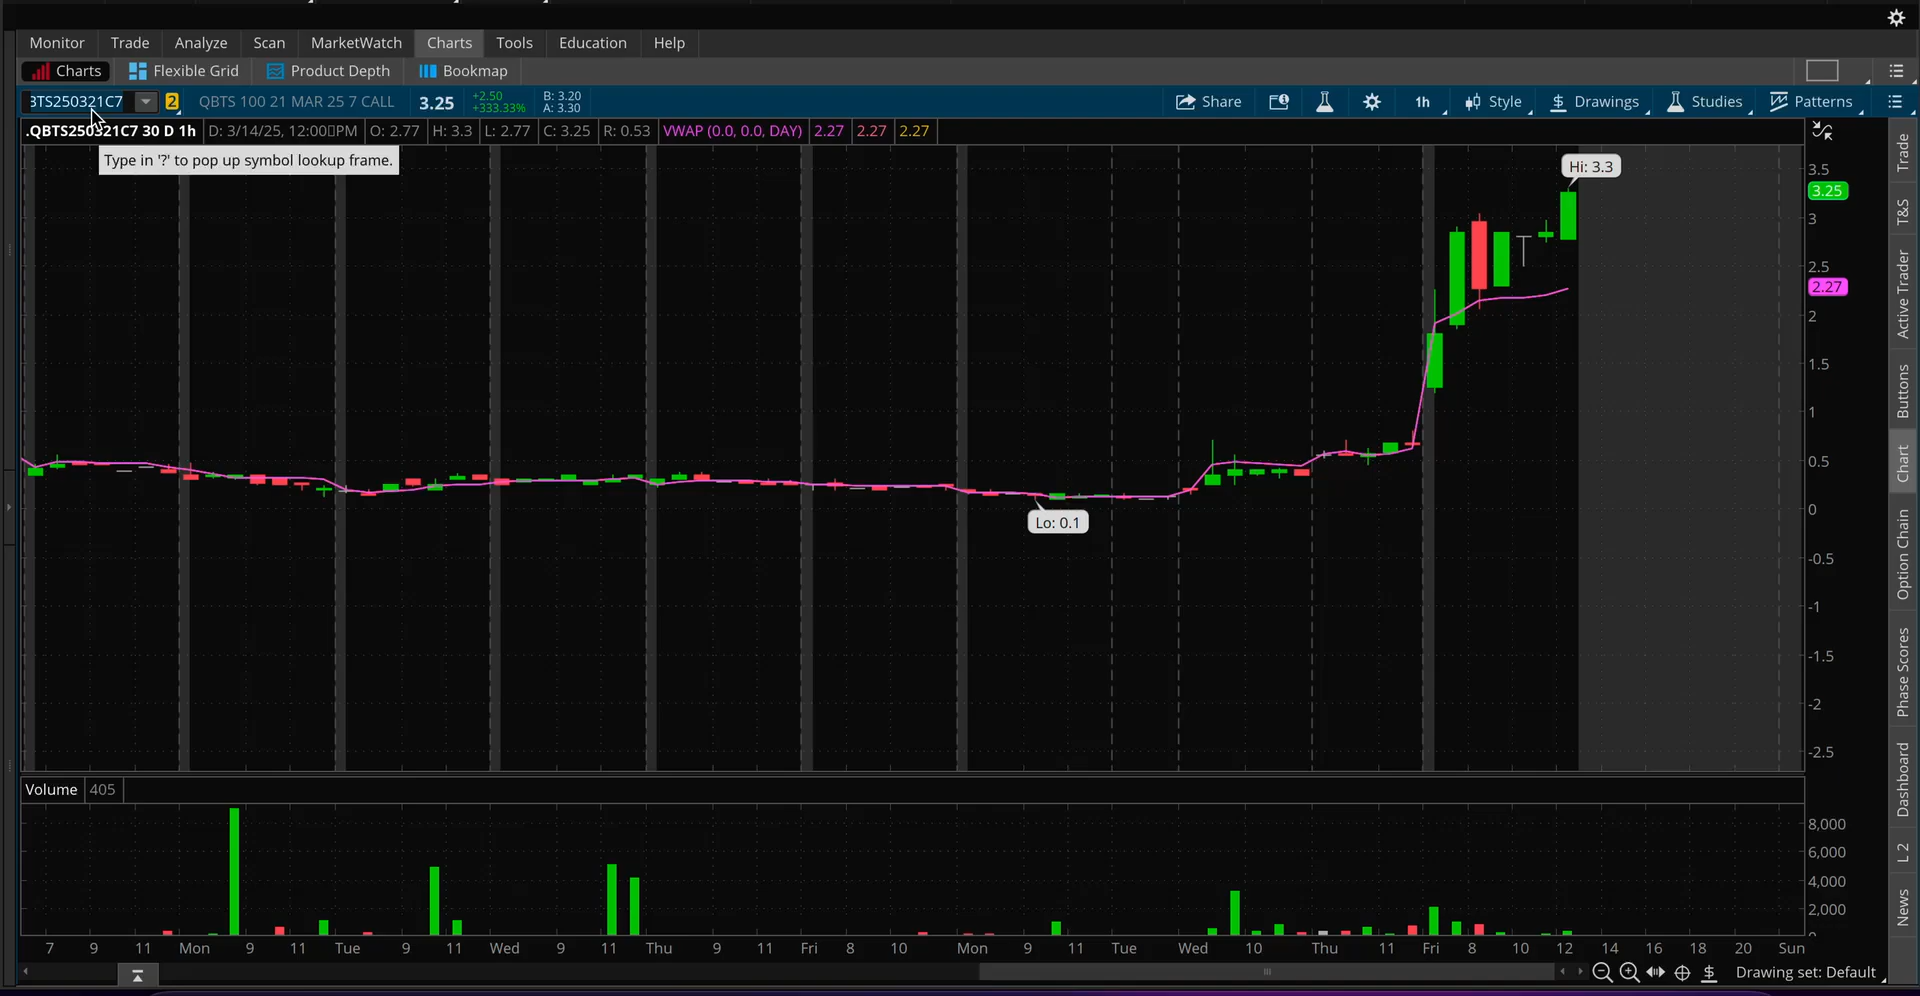 Monitor Trade Analyze Scan MarketWatch Charts Tools Education Help
Charts Flexible Grid Product Depth Bookmap
BTS250321C7 2 QBTS 100 21 MAR 25 7 CALL 3.25 +2.50 +333.33% B: 3.20 A: 3.30 Share 1h Style $ Drawings Studies Patterns
.QBTS250321C7 30 D 1h D: 3/14/25, 12:00 PM O: 2.77 H: 3.3 L: 2.77 C: 3.25 R: 0.53 VWAP (0.0, 0.0, DAY) 2.27 2.27 2.27
Type in '?' to pop up symbol lookup frame.
Hi: 3.3
Lo: 0.1
3.5
3.25
3
2.5
2.27
2
1.5
1
0.5
0
-0.5
-1
-1.5
-2
-2.5
Trade
T&S
Active Trader
Buttons
Chart
Option Chain
Phase Scores
Dashboard
L 2
News
Volume 405
8,000
6,000
4,000
2,000
7 9 11 Mon 9 11 Tue 9 11 Wed 9 11 Thu 9 11 Fri 8 10 Mon 9 11 Tue Wed 10 Thu 11 Fri 8 10 12 14 16 18 20 Sun
$ Drawing set: Default